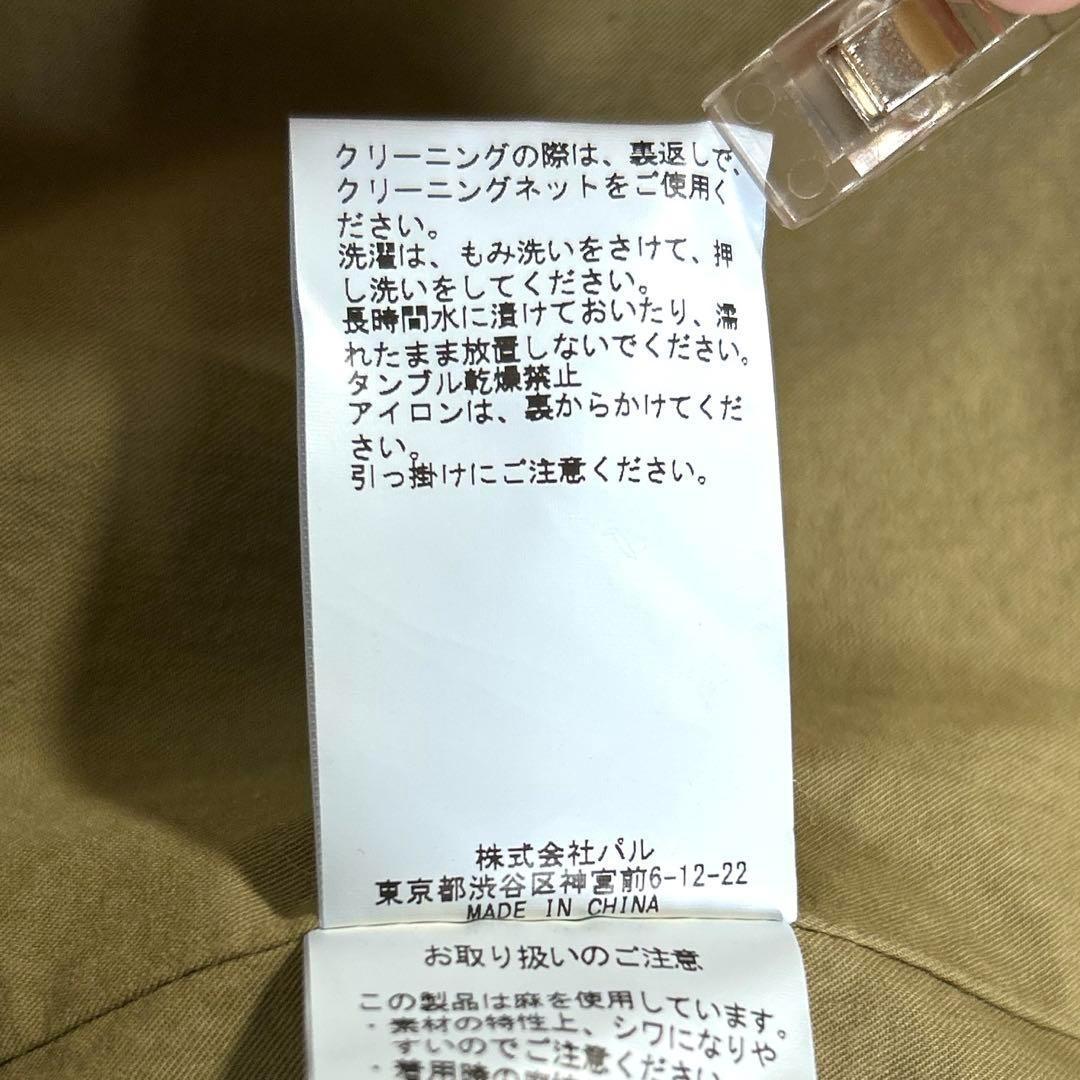 クリーニングの際は、裏返しで、
クリーニングネットをご使用く
ださい。
洗濯は、もみ洗いをさけて、押
し洗いをしてください。
長時間水に漬けておいたり、濡
れたまま放置しないでください。
タンブル乾燥禁止
アイロンは、裏からかけてくだ
さい。
引っ掛けにご注意ください。
株式会社パル
東京都渋谷区神宮前6-12-22
MADE IN CHINA
お取り扱いのご注意
この製品は麻を使用しています。
・素材の特性上、シワになりや
すいのでご注意ください。
・着用時の摩